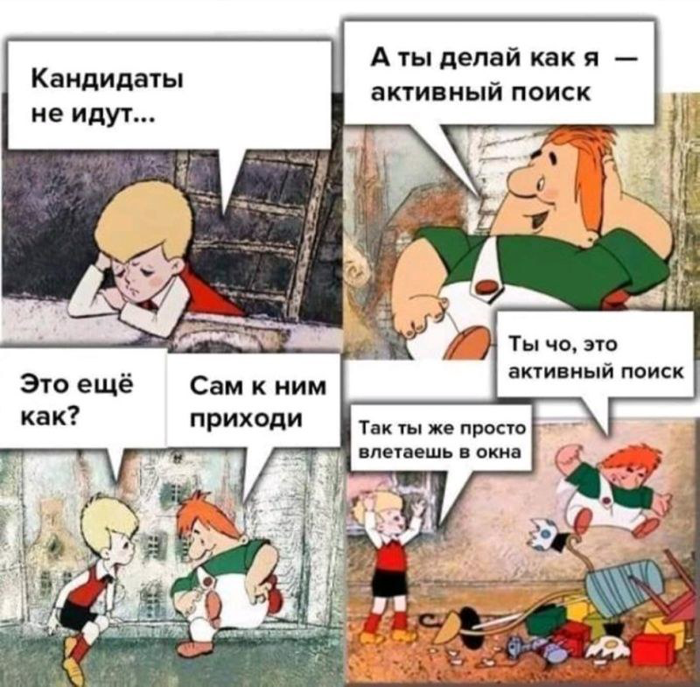 Кандидаты
не идут...
А ты делай как я —
активный поиск
Это ещё
как?
Сам к ним
приходи
Ты чо, это
активный поиск
Так ты же просто
влетаешь в окна